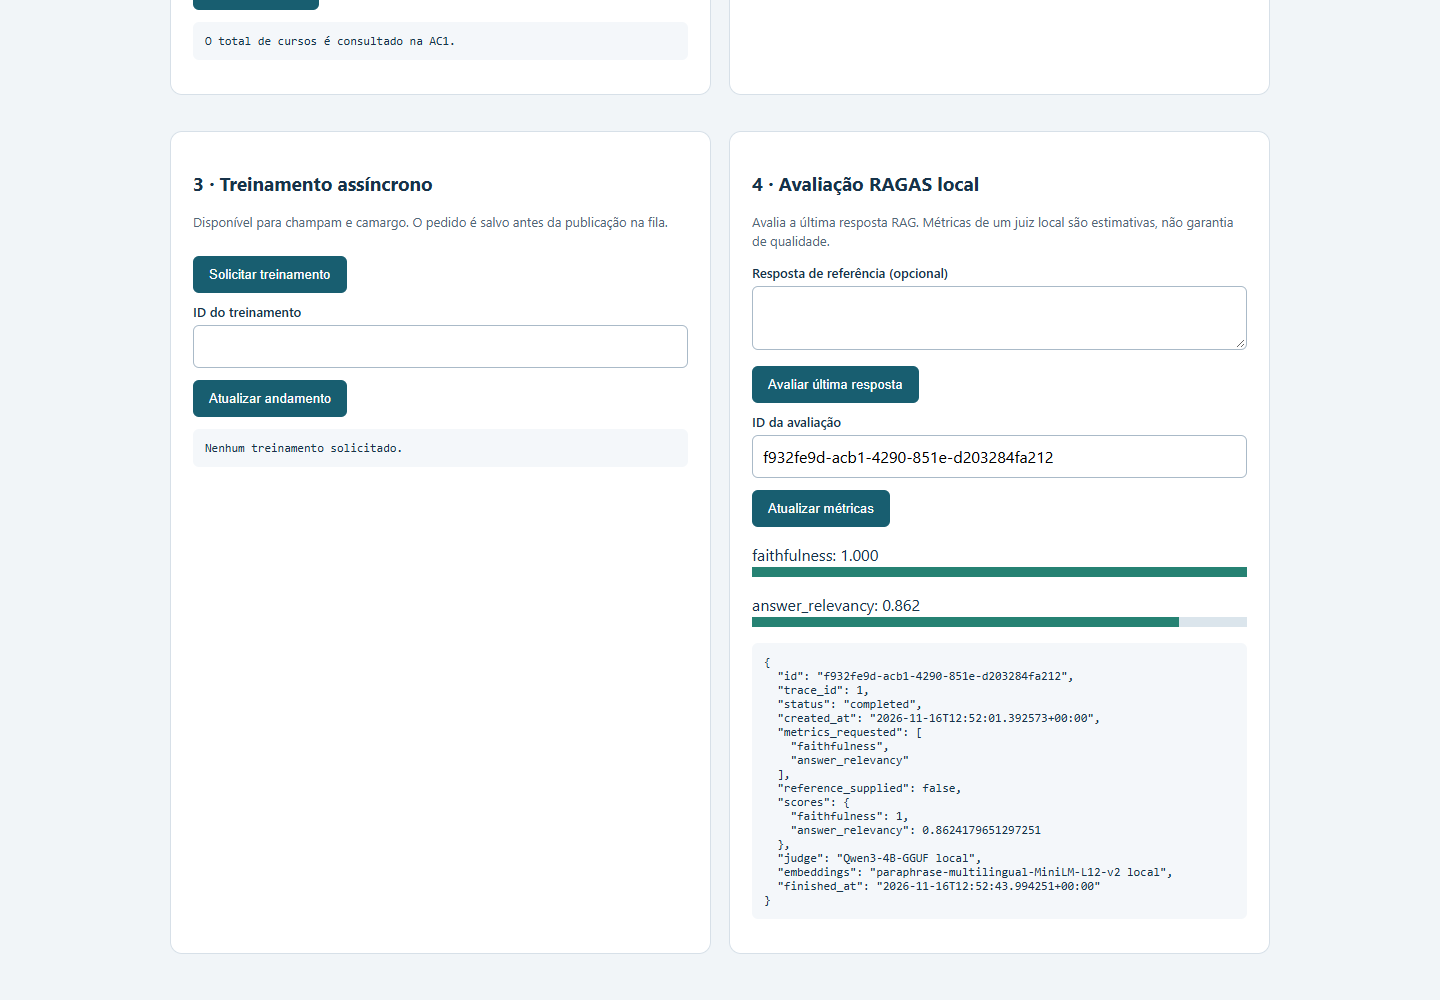 O total de cursos é consultado na AC1.
3 · Treinamento assíncrono
Disponível para champam e camargo. O pedido é salvo antes da publicação na fila.
Solicitar treinamento
ID do treinamento
Atualizar andamento
Nenhum treinamento solicitado.
4 · Avaliação RAGAS local
Avalia a última resposta RAG. Métricas de um juiz local são estimativas, não garantia
de qualidade.
Resposta de referência (opcional)
Avaliar última resposta
ID da avaliação
f932fe9d-acb1-4290-851e-d203284fa212
Atualizar métricas
faithfulness: 1.000
answer_relevancy: 0.862
{
  "id": "f932fe9d-acb1-4290-851e-d203284fa212",
  "trace_id": 1,
  "status": "completed",
  "created_at": "2026-11-16T12:52:01.392573+00:00",
  "metrics_requested": [
    "faithfulness",
    "answer_relevancy"
  ],
  "reference_supplied": false,
  "scores": {
    "faithfulness": 1,
    "answer_relevancy": 0.8624179651297251
  },
  "judge": "Qwen3-4B-GGUF local",
  "embeddings": "paraphrase-multilingual-MiniLM-L12-v2 local",
  "finished_at": "2026-11-16T12:52:43.994251+00:00"
}